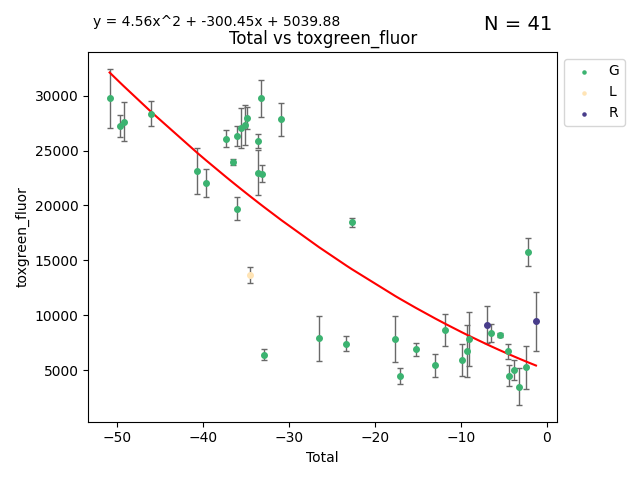 y = 4.56x^2 + -300.45x + 5039.88
N = 41
Total vs toxgreen_fluor
G
L
R
30000
25000
20000
15000
10000
5000
toxgreen_fluor
−50
−40
−30
−20
−10
0
Total